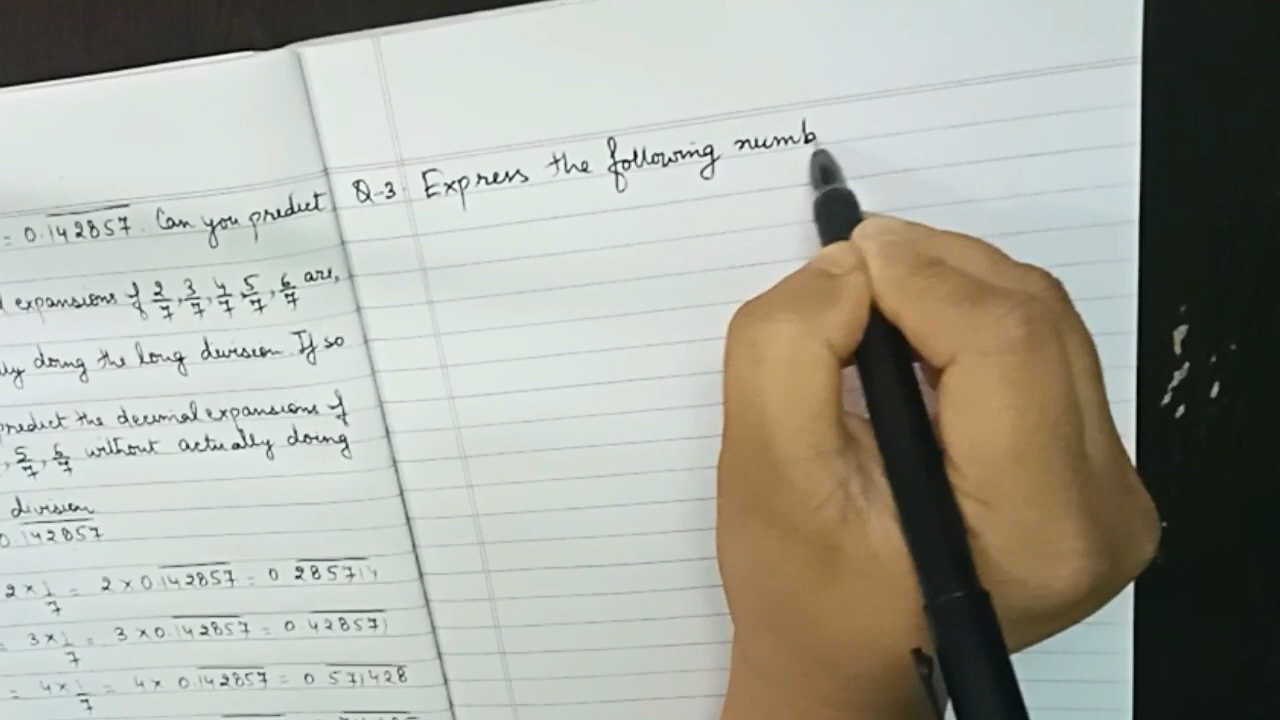 = 0.142857. Can you predict
expansions of 2/7, 3/7, 4/7, 5/7, 6/7 are,
doing the long division If so
predict the decimal expansions of
, 5/7, 6/7 without actually doing
division
0.142857
2 × 1/7 = 2 × 0.142857 = 0.285714
= 3 × 1/7 = 3 × 0.142857 = 0.428571
= 4 × 1/7 = 4 × 0.142857 = 0.571428
Q-3 Express the following numb